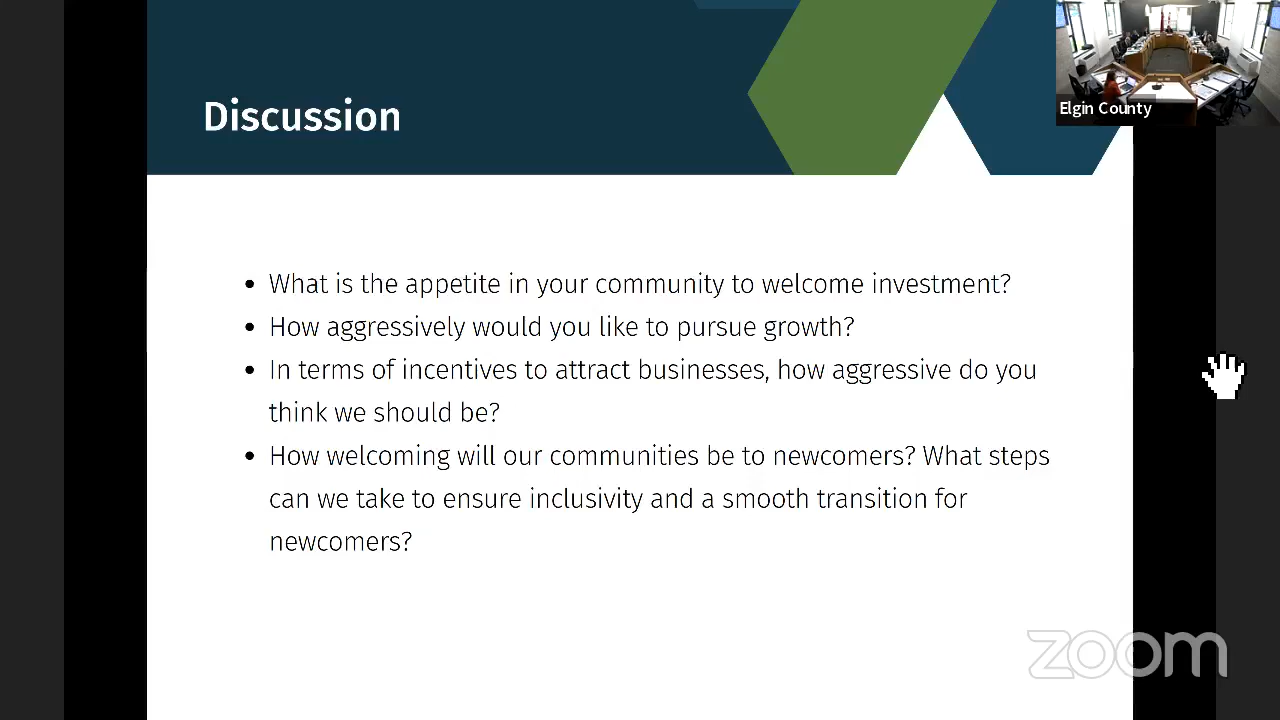 Discussion
Elgin County
• What is the appetite in your community to welcome investment?
• How aggressively would you like to pursue growth?
• In terms of incentives to attract businesses, how aggressive do you
think we should be?
• How welcoming will our communities be to newcomers? What steps
can we take to ensure inclusivity and a smooth transition for
newcomers?
zoom